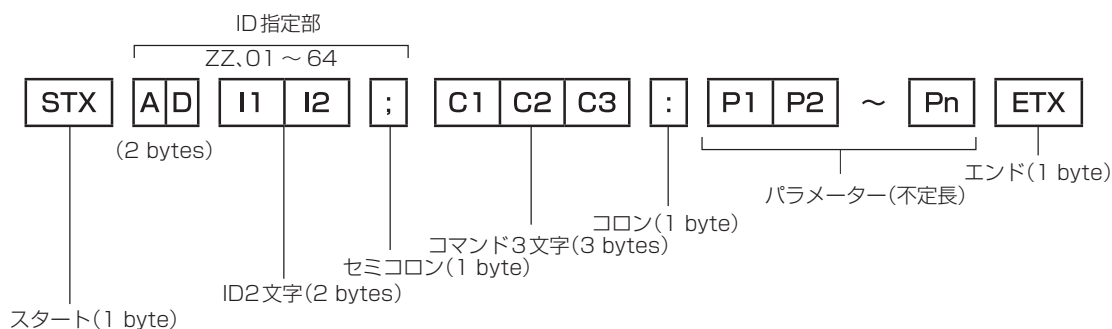 ID指定部
ZZ、01 ～ 64
STX A D I1 I2 ; C1 C2 C3 : P1 P2 ～ Pn ETX
(2 bytes)
エンド(1 byte)
パラメーター(不定長)
コロン(1 byte)
コマンド3文字(3 bytes)
セミコロン(1 byte)
ID2文字(2 bytes)
スタート(1 byte)